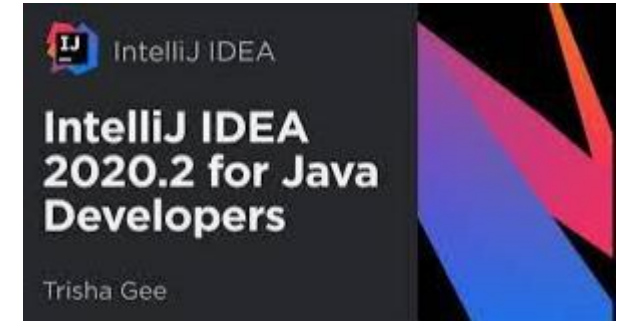 IJ
IntelliJ IDEA
IntelliJ IDEA
2020.2 for Java
Developers
Trisha Gee